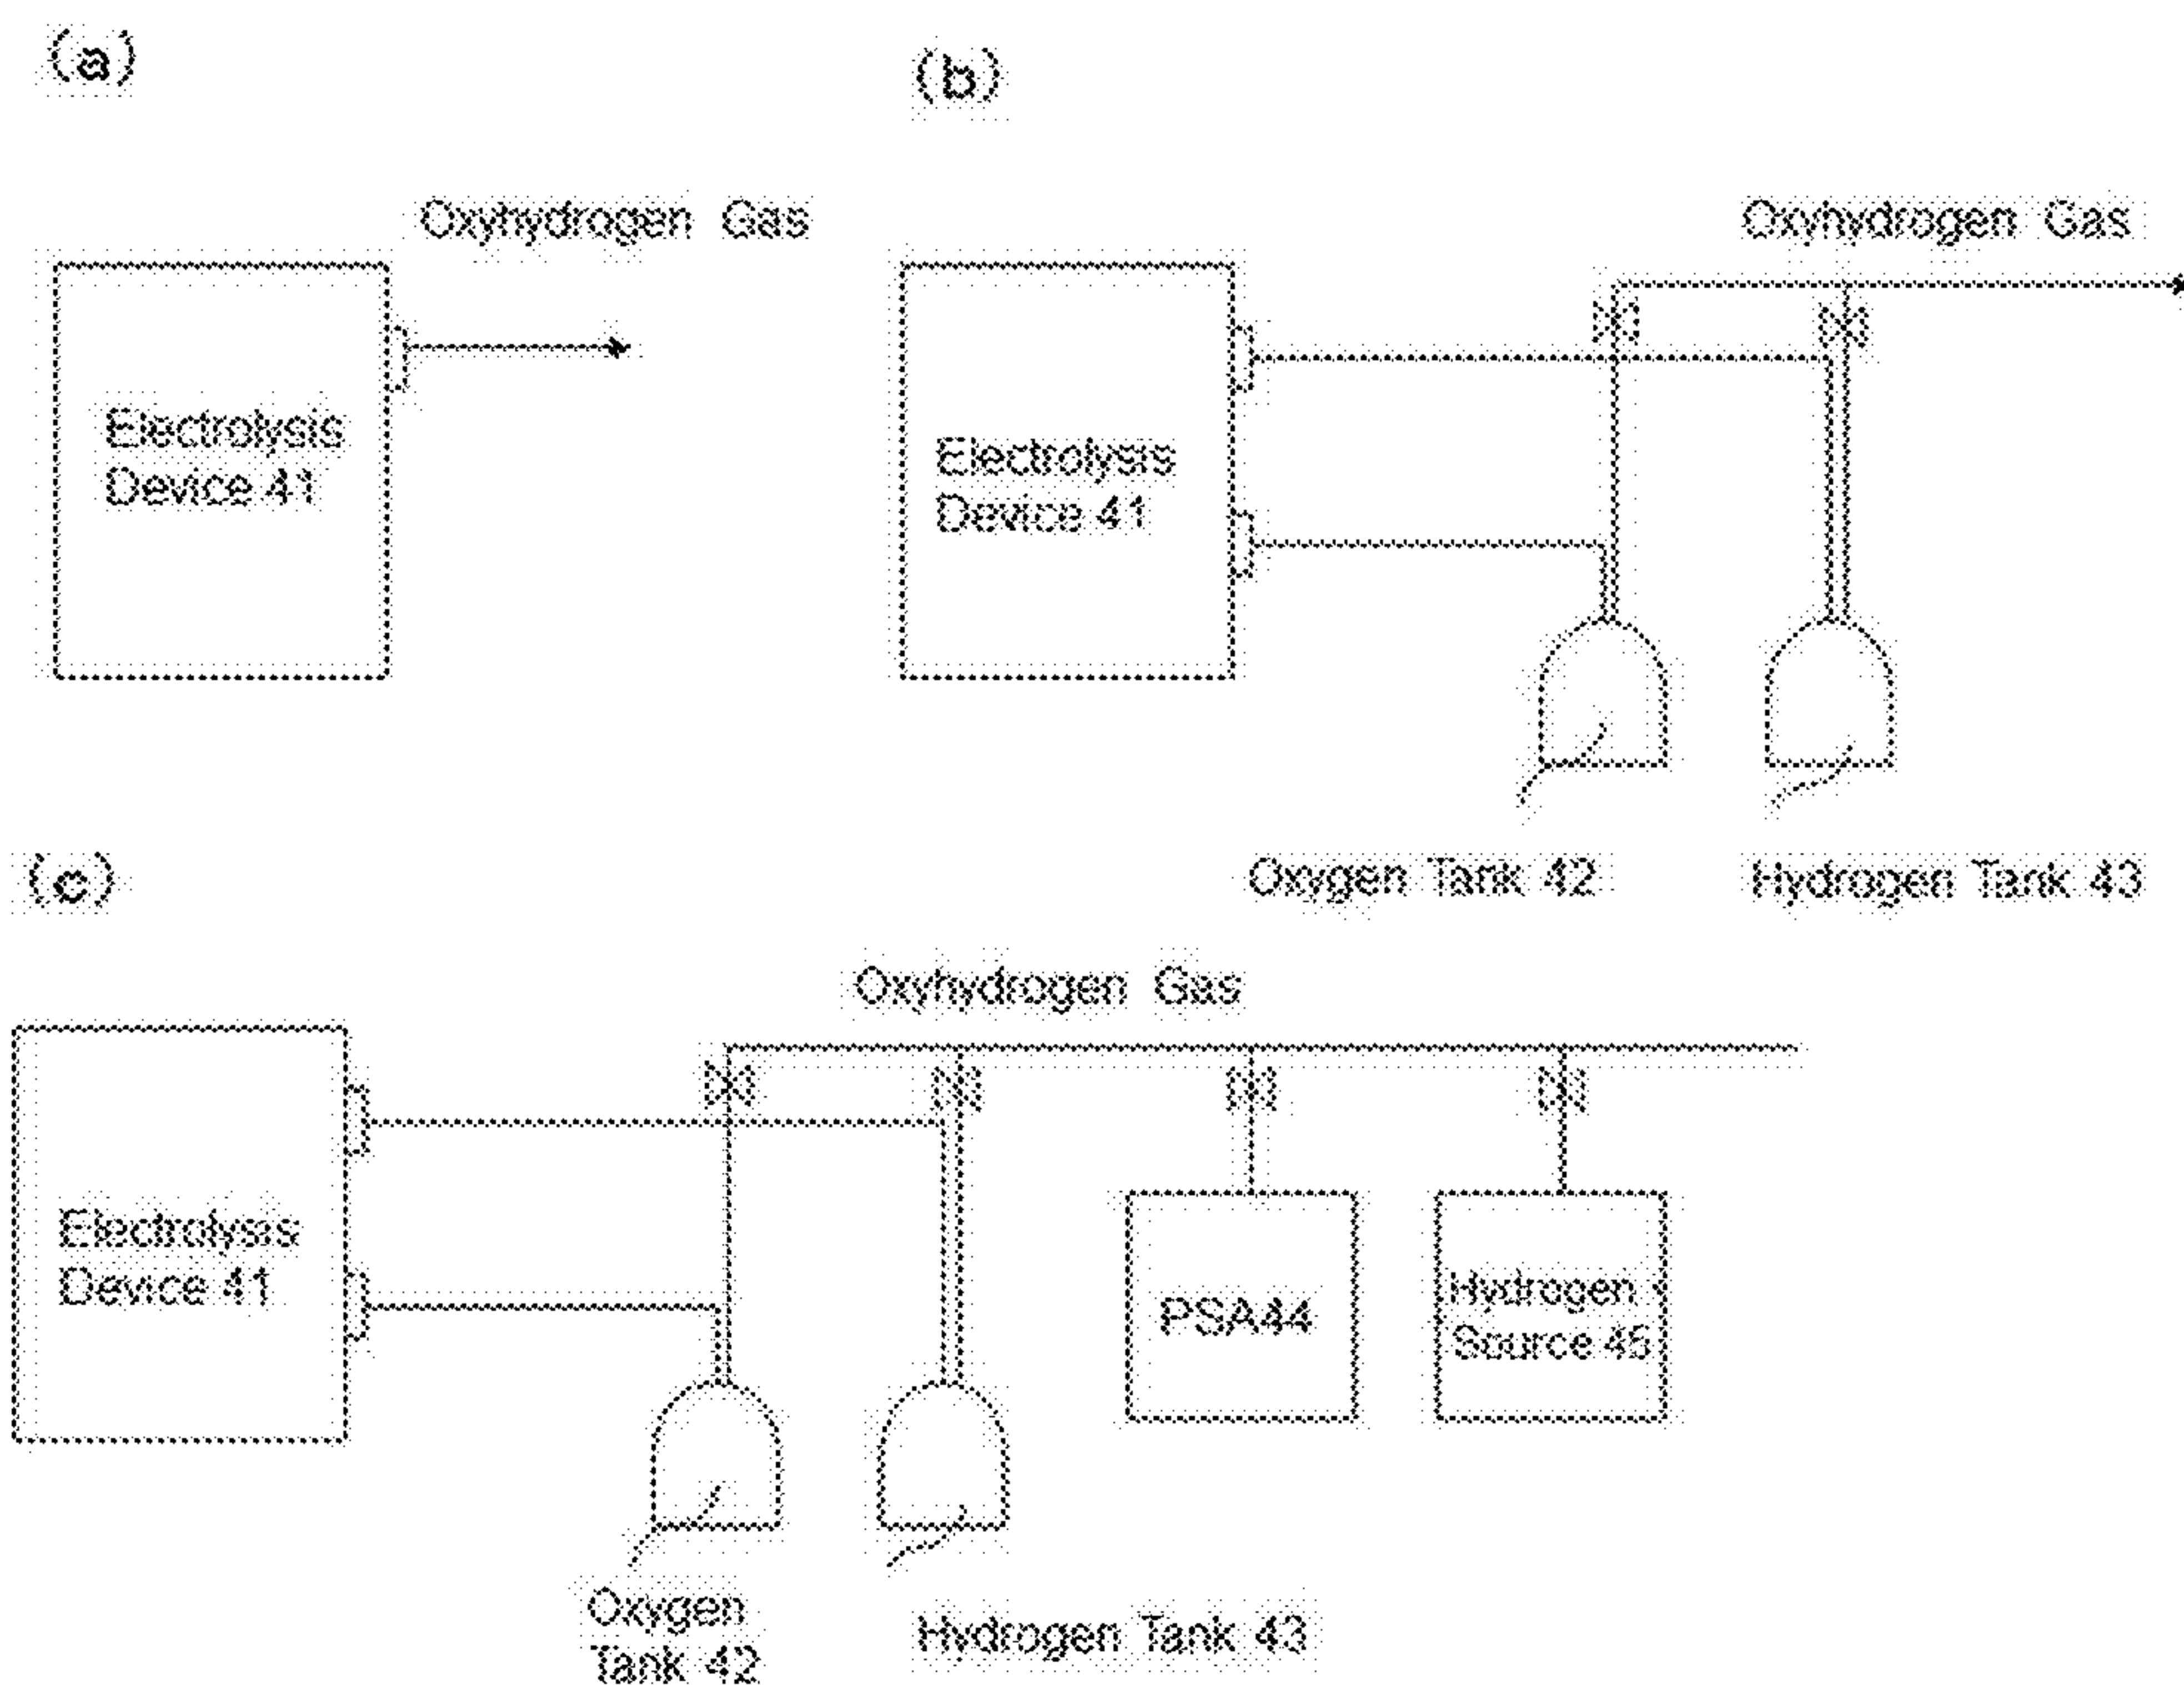 (a)
(b)
Oxyhydrogen Gas
Oxyhydrogen Gas
Electrolysis
Device 41
Electrolysis
Device 41
Oxygen Tank 42
Hydrogen Tank 43
(c)
Oxyhydrogen Gas
Electrolysis
Device 41
PSA44
Hydrogen
Source 45
Oxygen
Tank 42
Hydrogen Tank 43